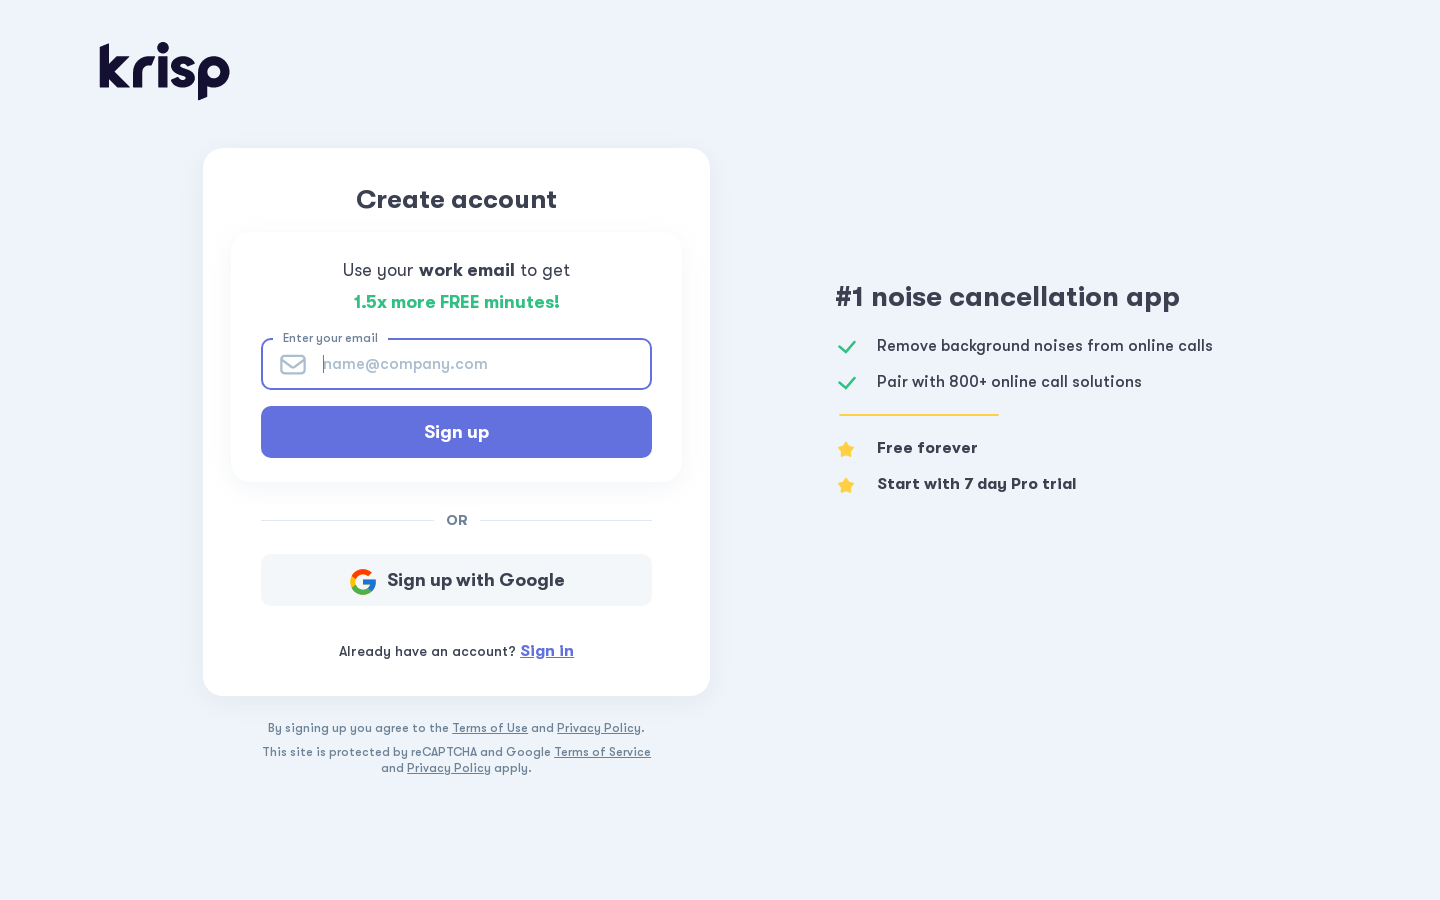 krisp
Create account
Use your work email to get
1.5x more FREE minutes!
Enter your email
name@company.com
Sign up
OR
Sign up with Google
Already have an account? Sign in
By signing up you agree to the Terms of Use and Privacy Policy.
This site is protected by reCAPTCHA and Google Terms of Service
and Privacy Policy apply.
#1 noise cancellation app
Remove background noises from online calls
Pair with 800+ online call solutions
Free forever
Start with 7 day Pro trial